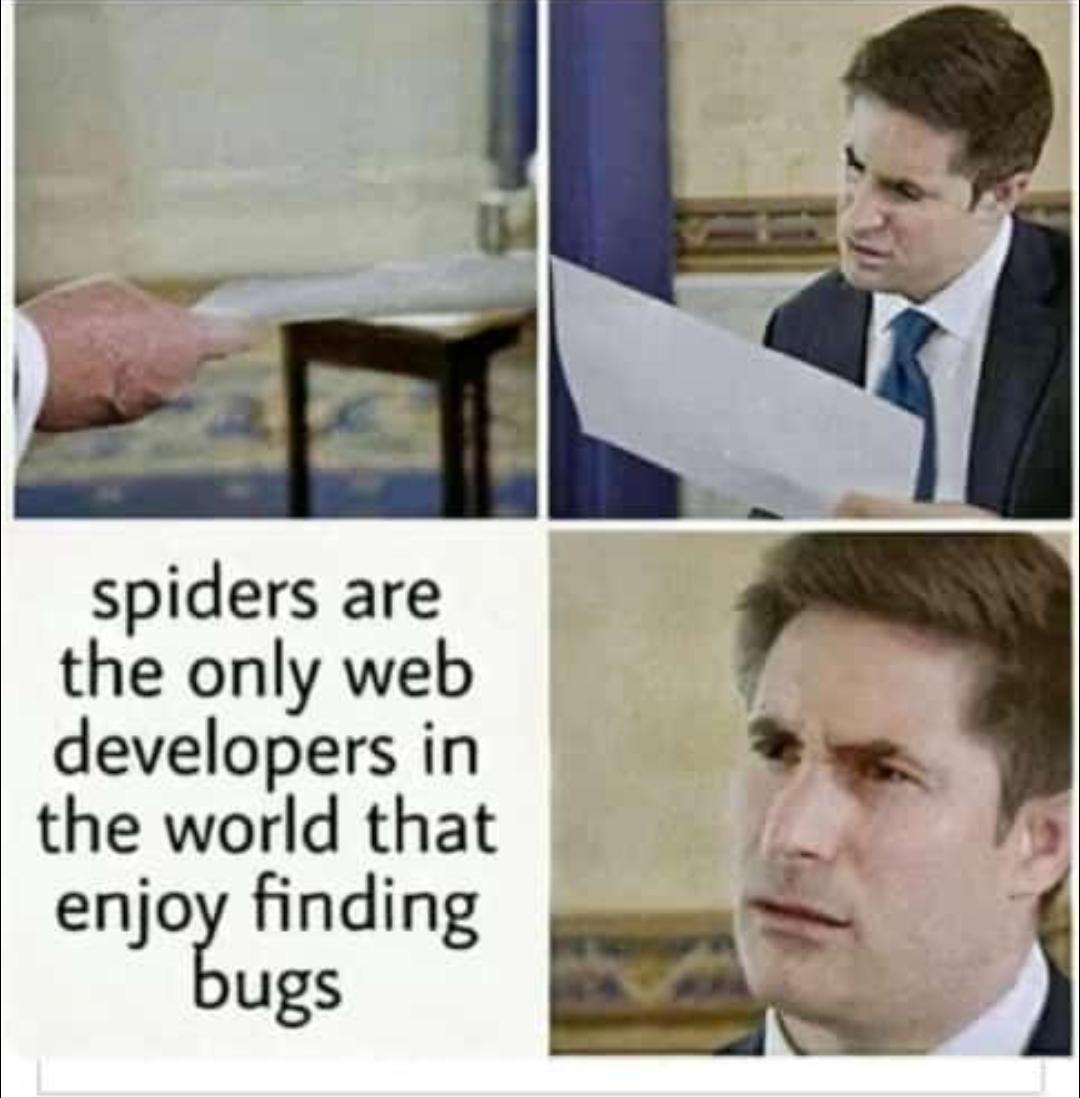 spiders are
the only web
developers in
the world that
enjoy finding
bugs